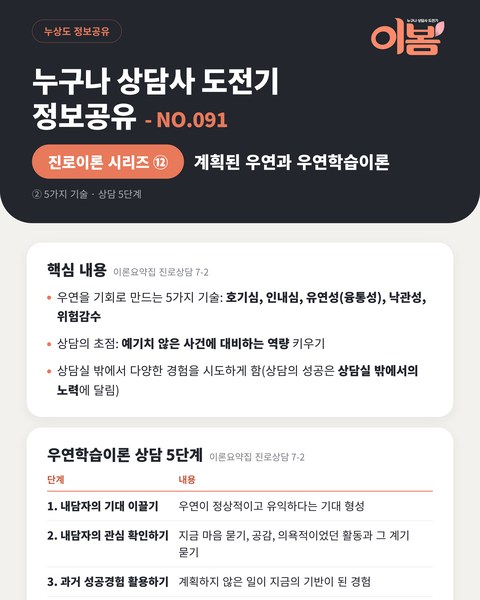 누상도 정보공유
누구나 상담사 도전기
이봄
누구나 상담사 도전기
정보공유 - NO.091
진로이론 시리즈 ⑫ 계획된 우연과 우연학습이론
② 5가지 기술 · 상담 5단계
핵심 내용 이론요약집 진로상담 7-2
• 우연을 기회로 만드는 5가지 기술: 호기심, 인내심, 유연성(융통성), 낙관성,
위험감수
• 상담의 초점: 예기치 않은 사건에 대비하는 역량 키우기
• 상담실 밖에서 다양한 경험을 시도하게 함(상담의 성공은 상담실 밖에서의
노력에 달림)
우연학습이론 상담 5단계 이론요약집 진로상담 7-2
단계 내용
1. 내담자의 기대 이끌기 우연이 정상적이고 유익하다는 기대 형성
2. 내담자의 관심 확인하기 지금 마음 묻기, 공감, 의욕적이었던 활동과 그 계기
묻기
3. 과거 성공경험 활용하기 계획하지 않은 일이 지금의 기반이 된 경험